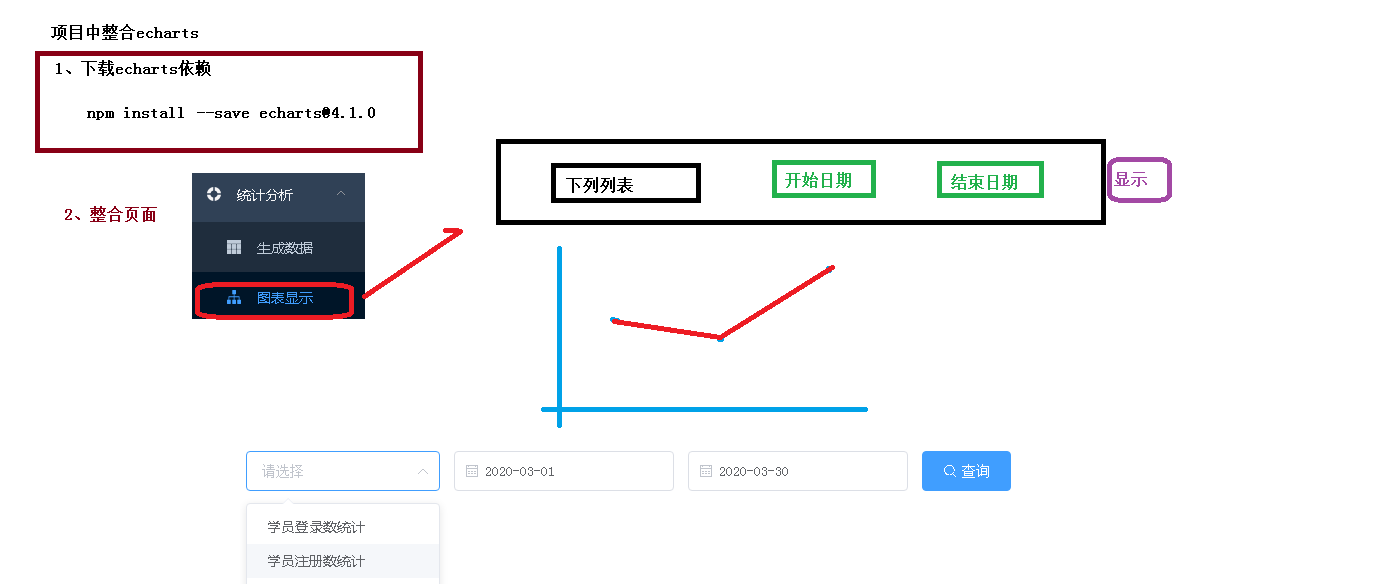 项目中整合echarts
1、下载echarts依赖
npm install --save echarts@4.1.0
2、整合页面
统计分析
生成数据
图表显示
下列列表
开始日期
结束日期
显示
请选择
2020-03-01
2020-03-30
查询
学员登录数统计
学员注册数统计